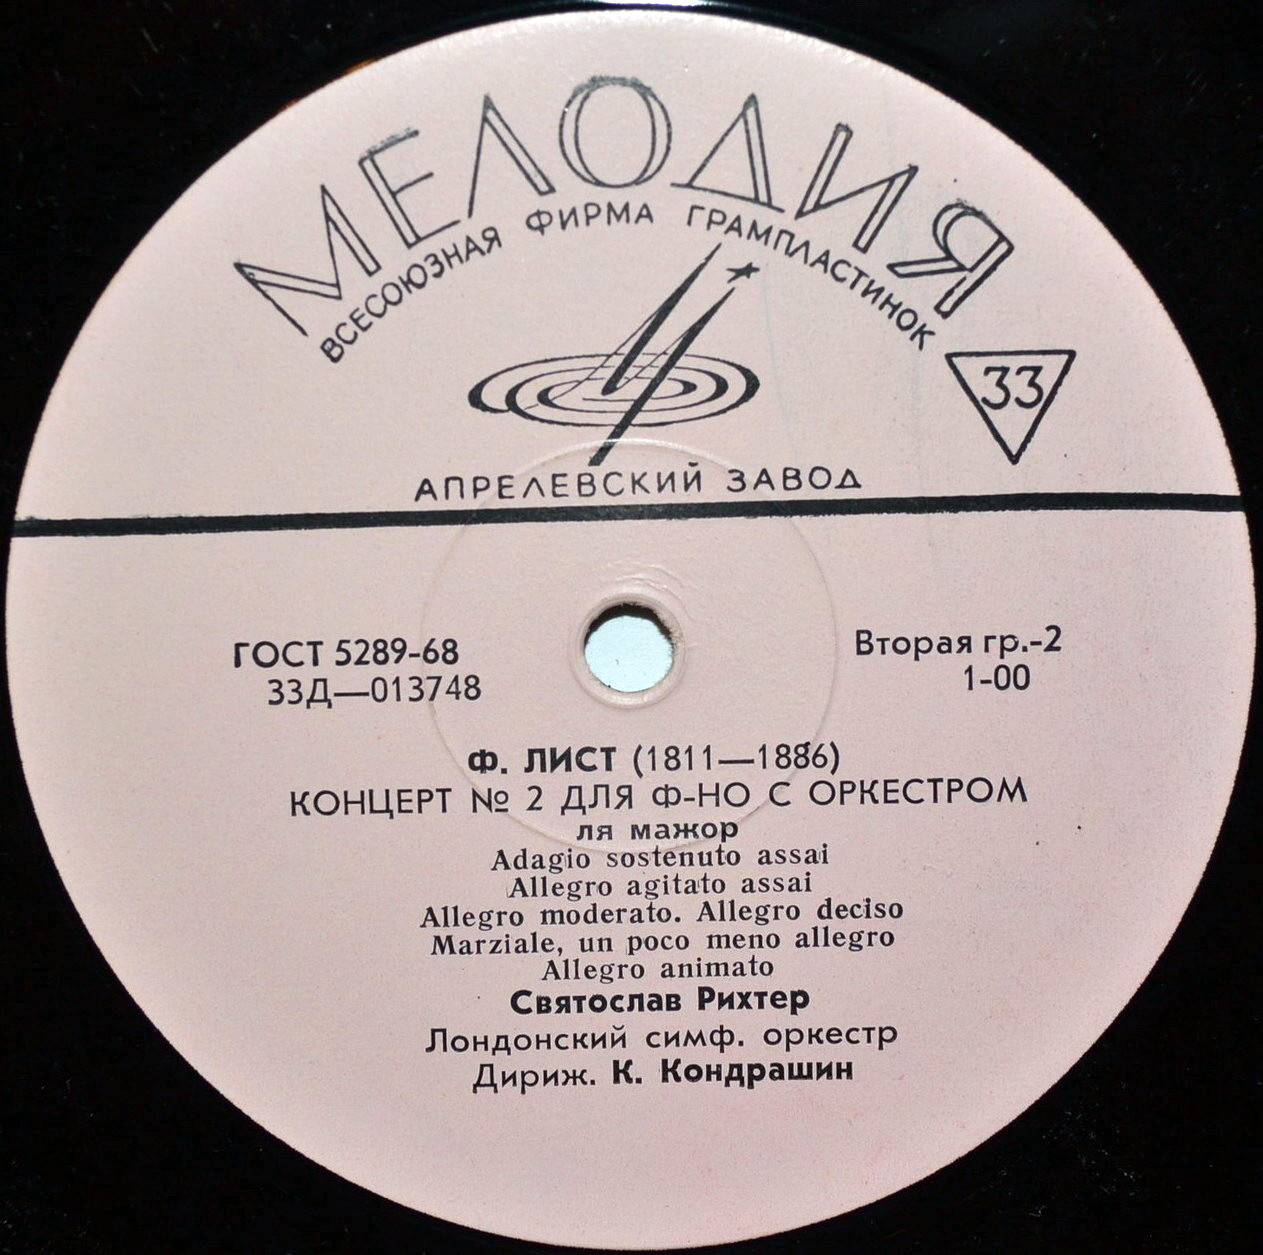 МЕЛОДИЯ
ВСЕСОЮЗНАЯ ФИРМА ГРАМПЛАСТИНОК
33
АПРЕЛЕВСКИЙ ЗАВОД
ГОСТ 5289-68
33Д—013748
Вторая гр.-2
1-00
Ф. ЛИСТ (1811—1886)
КОНЦЕРТ № 2 ДЛЯ Ф-НО С ОРКЕСТРОМ
ля мажор
Adagio sostenuto assai
Allegro agitato assai
Allegro moderato. Allegro deciso
Marziale, un poco meno allegro
Allegro animato
Святослав Рихтер
Лондонский симф. оркестр
Дириж. К. Кондрашин